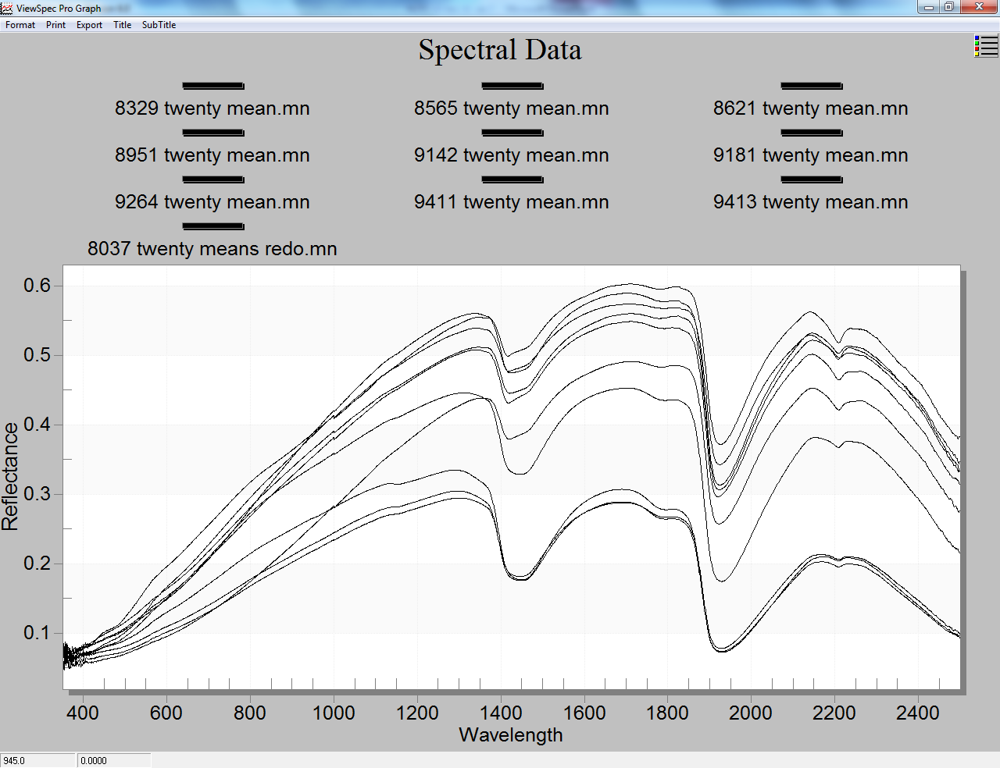 ViewSpec Pro Graph
Format Print Export Title SubTitle
Spectral Data
8329 twenty mean.mn 8565 twenty mean.mn 8621 twenty mean.mn
8951 twenty mean.mn 9142 twenty mean.mn 9181 twenty mean.mn
9264 twenty mean.mn 9411 twenty mean.mn 9413 twenty mean.mn
8037 twenty means redo.mn
0.6
0.5
0.4
0.3
0.2
0.1
Reflectance
400 600 800 1000 1200 1400 1600 1800 2000 2200 2400
Wavelength
945.0 0.0000